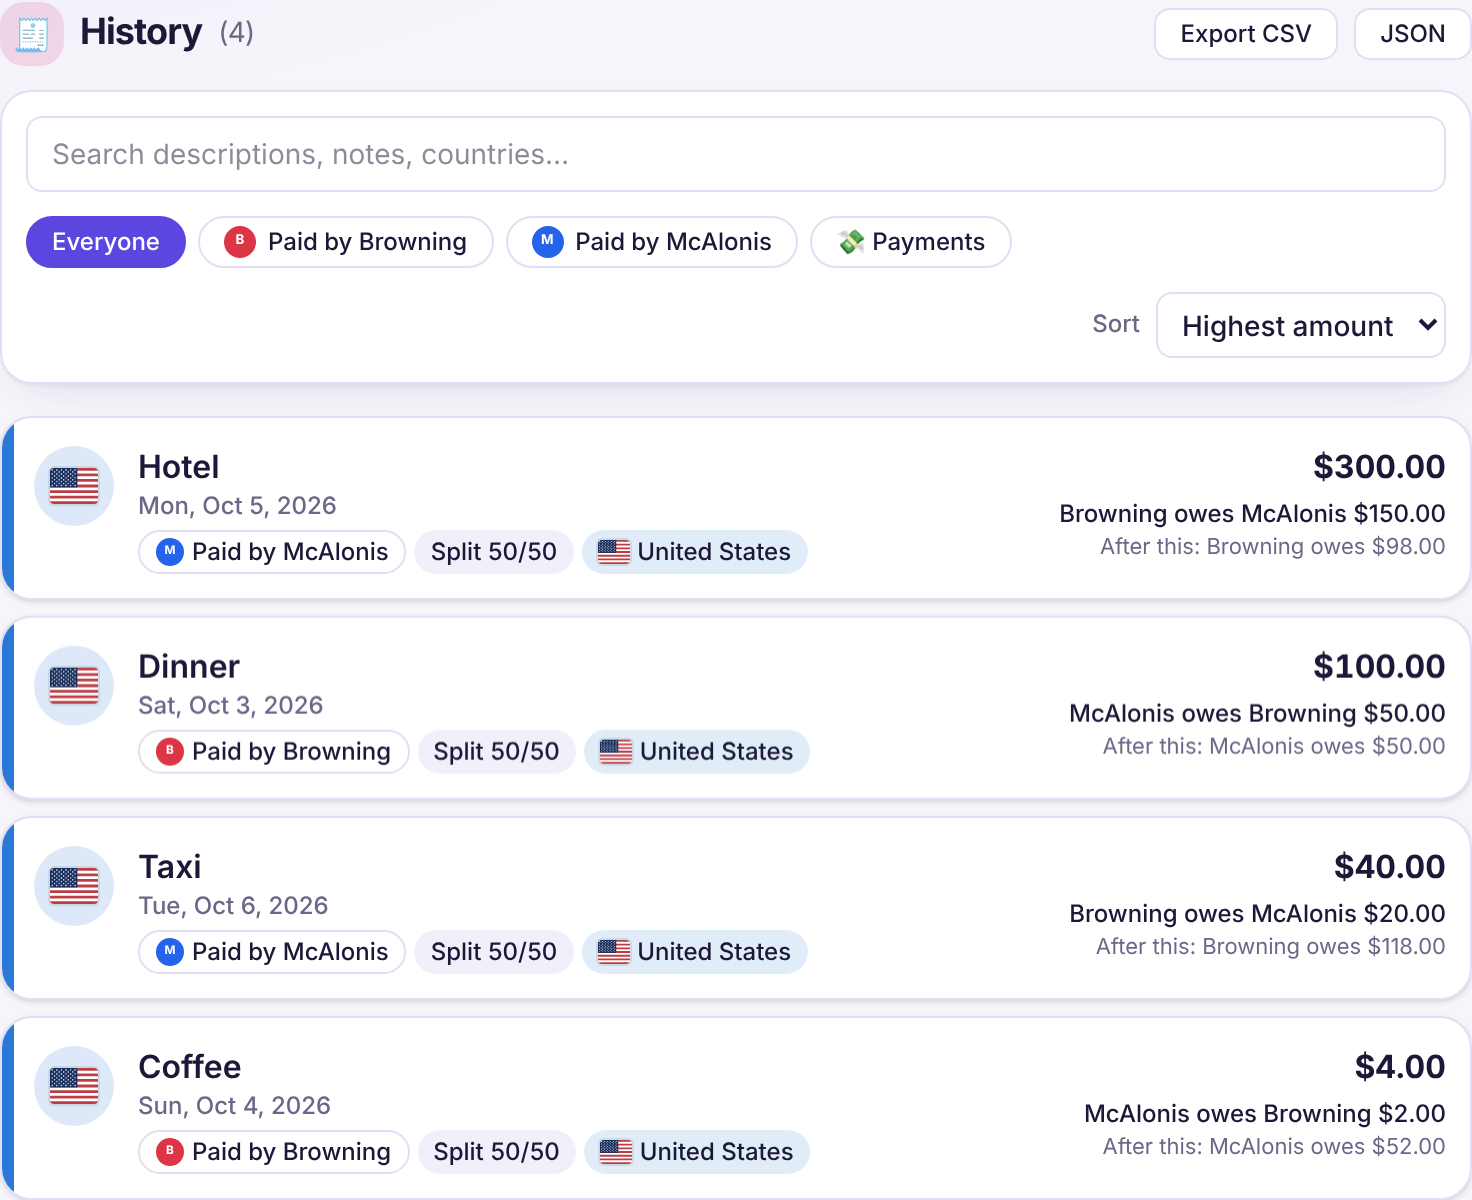 History (4)
Export CSV
JSON
Search descriptions, notes, countries...
Everyone
B Paid by Browning
M Paid by McAlonis
Payments
Sort
Highest amount
Hotel
$300.00
Mon, Oct 5, 2026
Browning owes McAlonis $150.00
M Paid by McAlonis
Split 50/50
United States
After this: Browning owes $98.00
Dinner
$100.00
Sat, Oct 3, 2026
McAlonis owes Browning $50.00
B Paid by Browning
Split 50/50
United States
After this: McAlonis owes $50.00
Taxi
$40.00
Tue, Oct 6, 2026
Browning owes McAlonis $20.00
M Paid by McAlonis
Split 50/50
United States
After this: Browning owes $118.00
Coffee
$4.00
Sun, Oct 4, 2026
McAlonis owes Browning $2.00
B Paid by Browning
Split 50/50
United States
After this: McAlonis owes $52.00